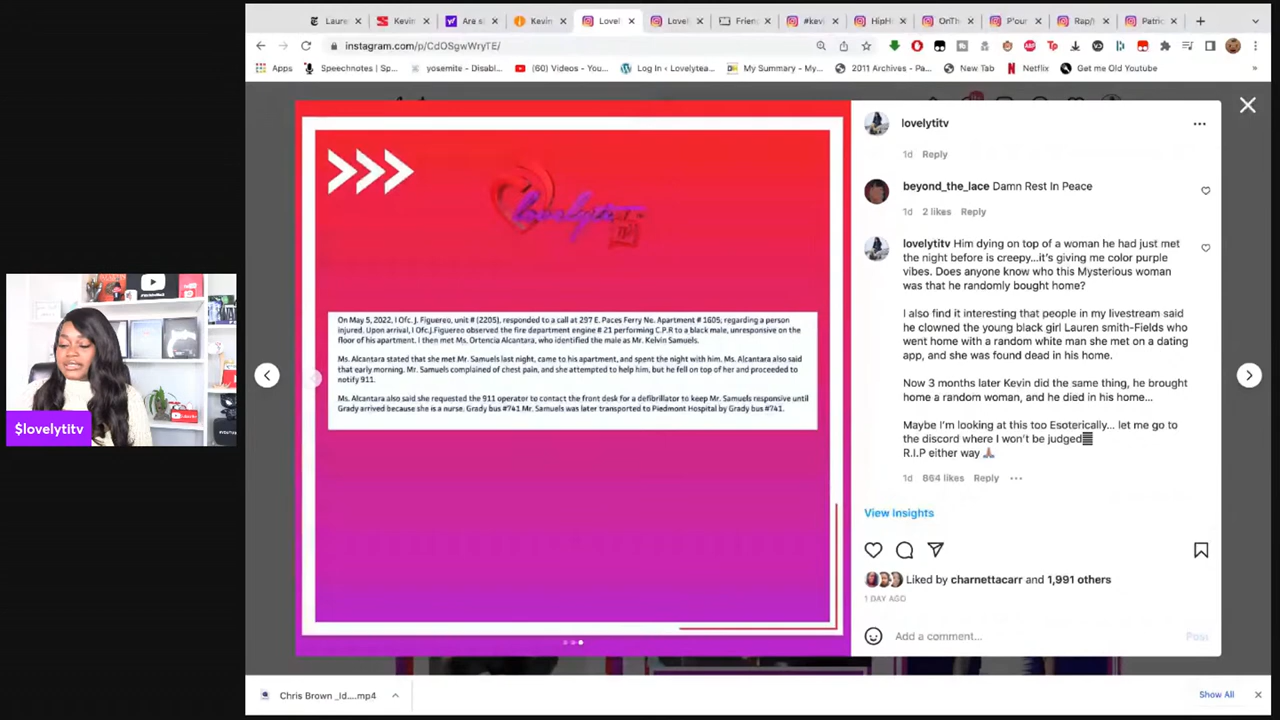 Laure
Kevin
Are s
Kevin
Lovel
Lovel
Frien
#kevi
HipH
OnTh
P'our
Rap/
Patric
instagram.com/p/CdOSgwWryTE/
Apps
Speechnotes | Sp...
yosemite – Disabl...
(60) Videos - You...
Log In ‹ Lovelytea...
My Summary - My...
2011 Archives - Pa...
New Tab
Netflix
Get me Old Youtube
»
lovelytv
On May 5, 2022, I Ofc. J. Figuereo, unit # (2205), responded to a call at 297 E. Paces Ferry Ne. Apartment # 1605; regarding a person
injured. Upon arrival, I Ofc.J.Figuereo observed the fire department engine # 21 performing C.P.R to a black male, unresponsive on the
floor of his apartment. I then met Ms. Ortencia Alcantara, who identified the male as Mr. Kelvin Samuels.
Ms. Alcantara stated that she met Mr. Samuels last night, came to his apartment, and spent the night with him. Ms. Alcantara also said
that early morning. Mr. Samuels complained of chest pain, and she attempted to help him, but he fell on top of her and proceeded to
notify 911.
Ms. Alcantara also said she requested the 911 operator to contact the front desk for a defibrillator to keep Mr. Samuels responsive until
Grady arrived because she is a nurse. Grady bus #741 Mr. Samuels was later transported to Piedmont Hospital by Grady bus #741.
$lovelytitv
lovelytitv
1d Reply
beyond_the_lace Damn Rest In Peace
1d 2 likes Reply
lovelytitv Him dying on top of a woman he had just met
the night before is creepy...it's giving me color purple
vibes. Does anyone know who this Mysterious woman
was that he randomly bought home?
I also find it interesting that people in my livestream said
he clowned the young black girl Lauren smith-Fields who
went home with a random white man she met on a dating
app, and she was found dead in his home.
Now 3 months later Kevin did the same thing, he brought
home a random woman, and he died in his home...
Maybe I'm looking at this too Esoterically... let me go to
the discord where I won't be judged
R.I.P either way
1d 864 likes Reply
View Insights
Liked by charnettacarr and 1,991 others
1 DAY AGO
Add a comment...
Post
Chris Brown _Id....mp4
Show All